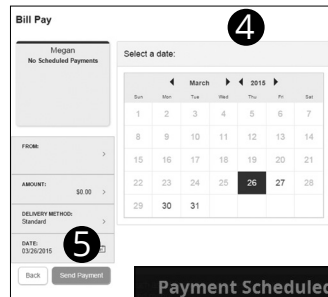 Bill Pay
4
Megan
No Scheduled Payments
Select a date:
March 2015
Sun Mon Tue Wed Thu Fri Sat
1 2 3 4 5 6 7
8 9 10 11 12 13 14
15 16 17 18 19 20 21
22 23 24 25 26 27 28
29 30 31
FROM:
AMOUNT:
$0.00
DELIVERY METHOD:
Standard
DATE:
03/26/2015
5
Back Send Payment
Payment Scheduled